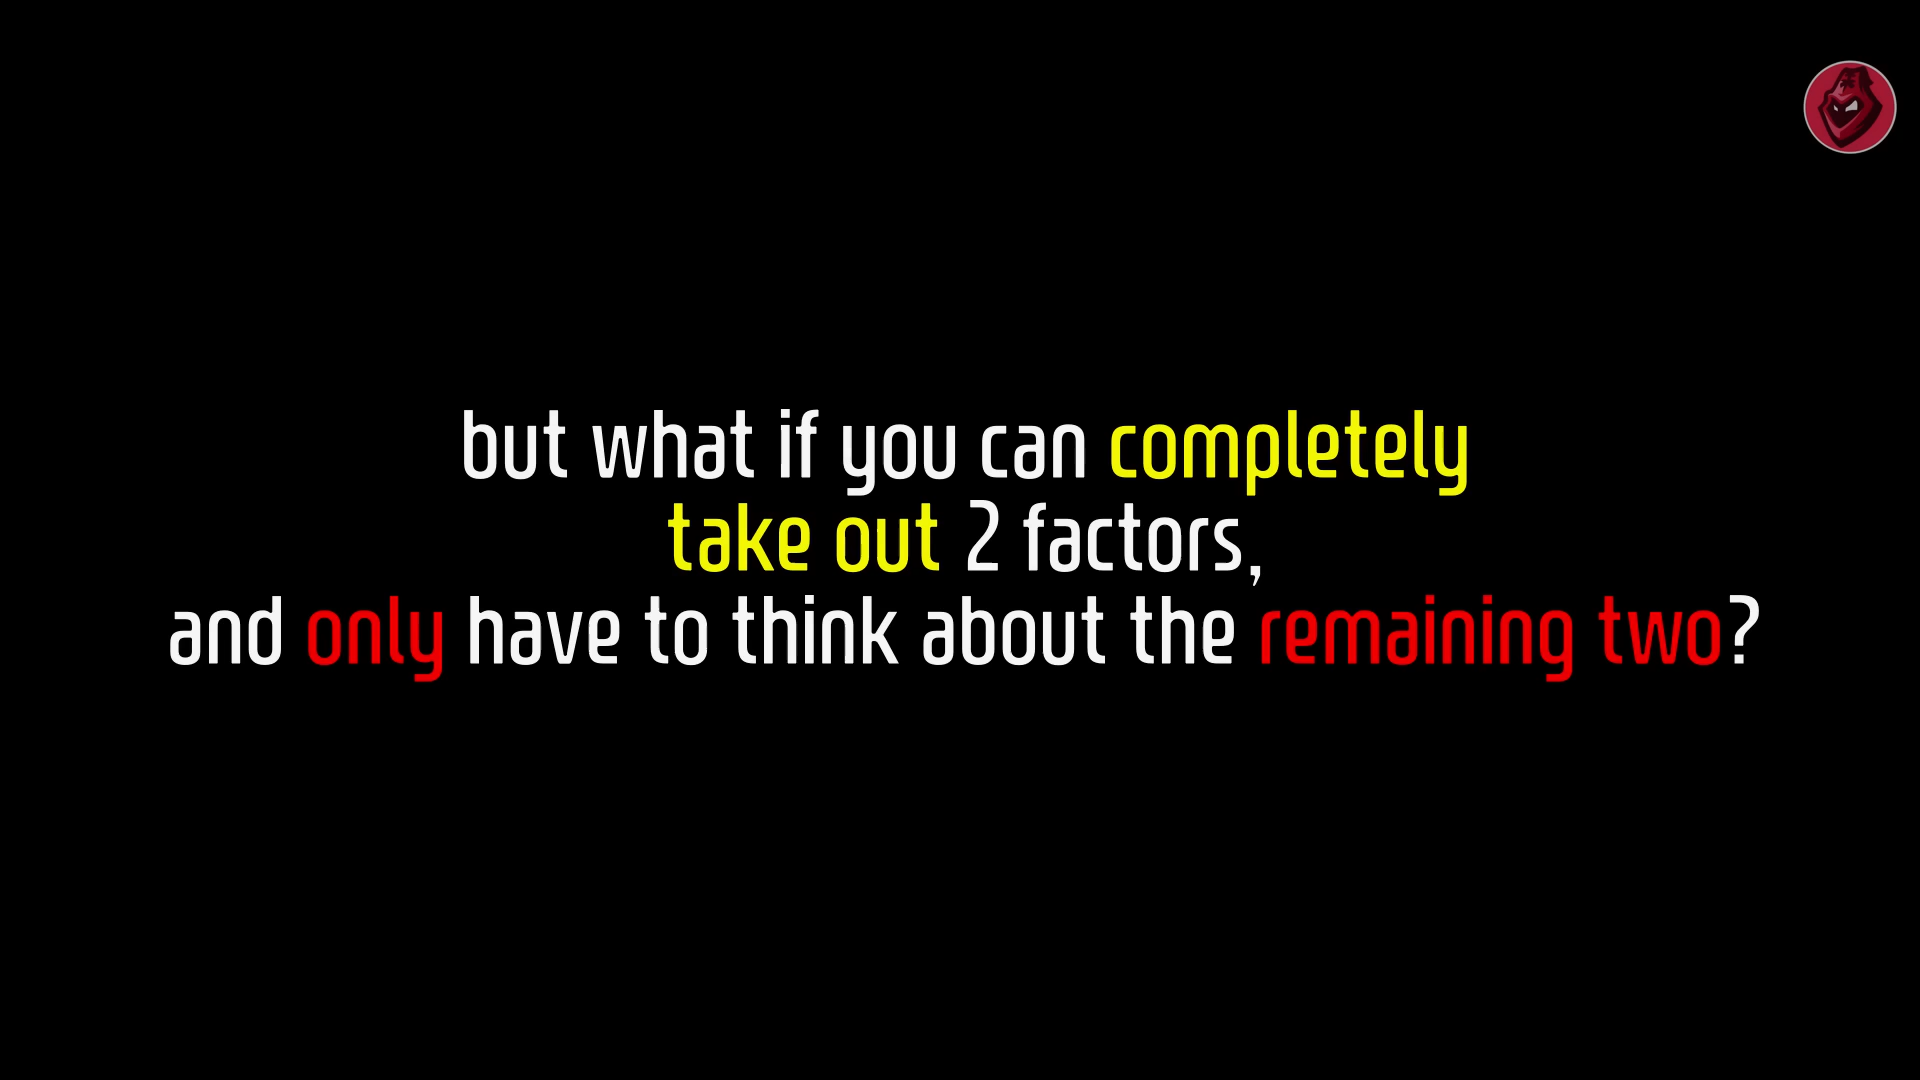 but what if you can completely
take out 2 factors,
and only have to think about the remaining two?